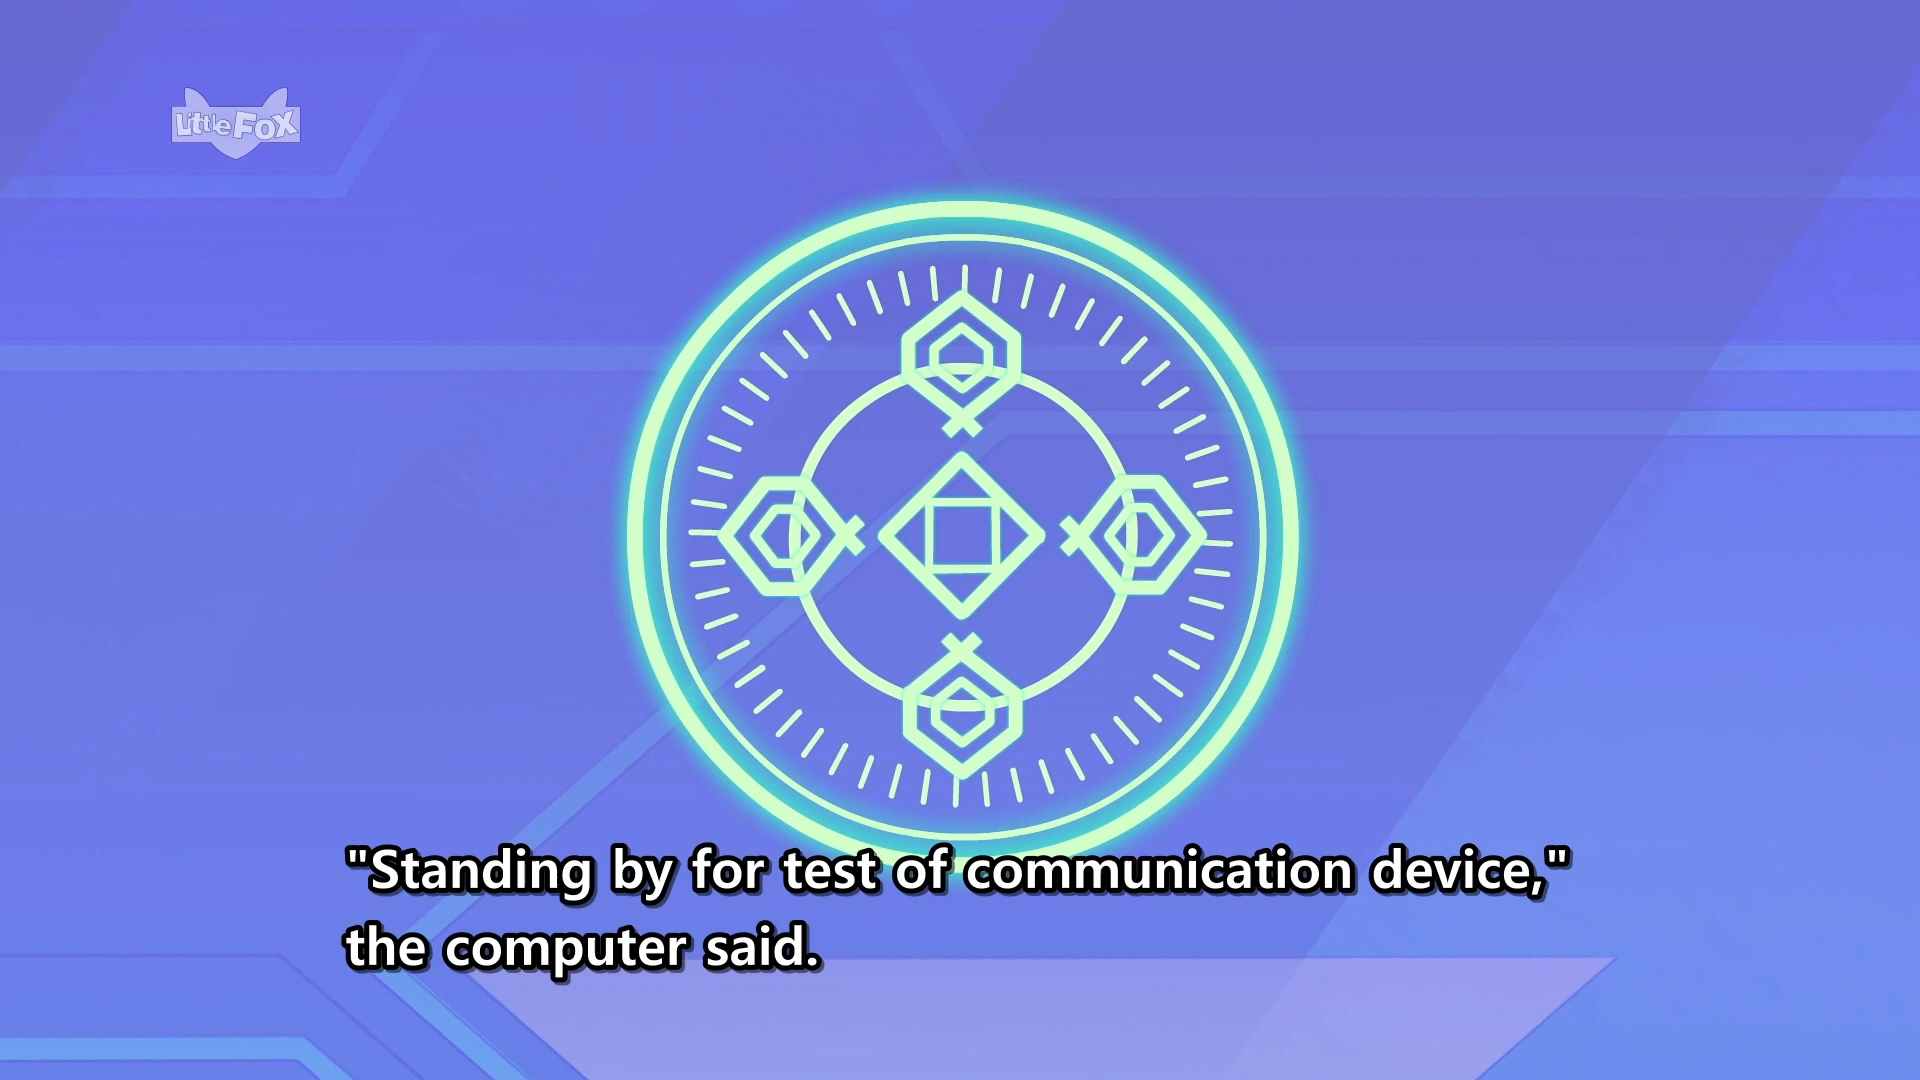 Little Fox
"Standing by for test of communication device,"
the computer said.